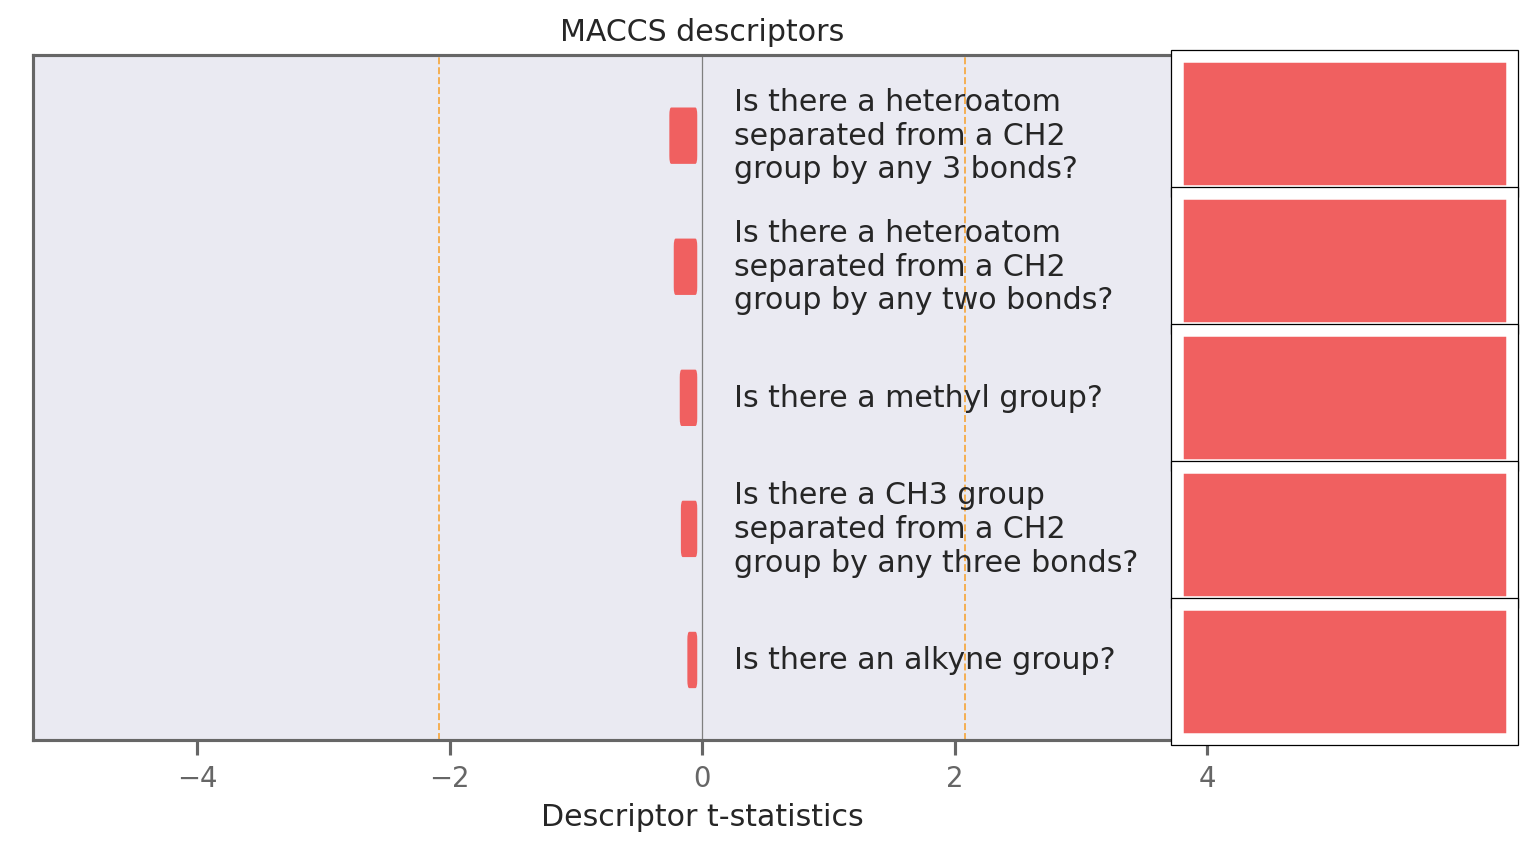 MACCS descriptors
Is there a heteroatom
separated from a CH2
group by any 3 bonds?
Is there a heteroatom
separated from a CH2
group by any two bonds?
Is there a methyl group?
Is there a CH3 group
separated from a CH2
group by any three bonds?
Is there an alkyne group?
−4 −2 0 2 4
Descriptor t-statistics